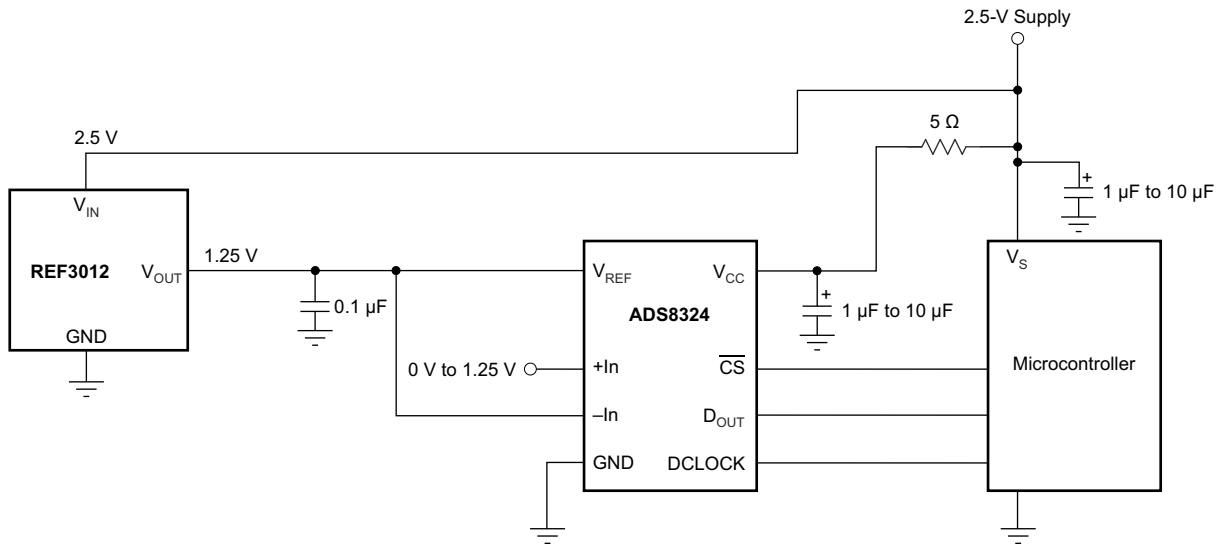 2.5-V Supply
2.5 V
5 Ω
+
1 µF to 10 µF
V_IN
REF3012
V_OUT
GND
1.25 V
0.1 µF
0 V to 1.25 V
V_REF
V_CC
ADS8324
+In
C̅S̅
–In
D_OUT
GND
DCLOCK
+
1 µF to 10 µF
V_S
Microcontroller